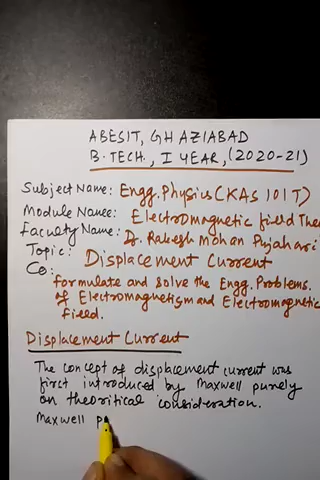 ABESIT, GHAZIABAD
B.TECH., I YEAR, (2020-21)
Subject Name: Engg. Physics (KAS 101T)
Module Name: Electromagnetic field The
Faculty Name: Dr. Rakesh Mohan Pujahari
Topic: Displacement Current
Co: formulate and solve the Engg. Problems
of Electromagnetism and Electromagnetic
field.
Displacement Current
The concept of displacement current was
first introduced by Maxwell purely
on theoritical consideration.
Maxwell p